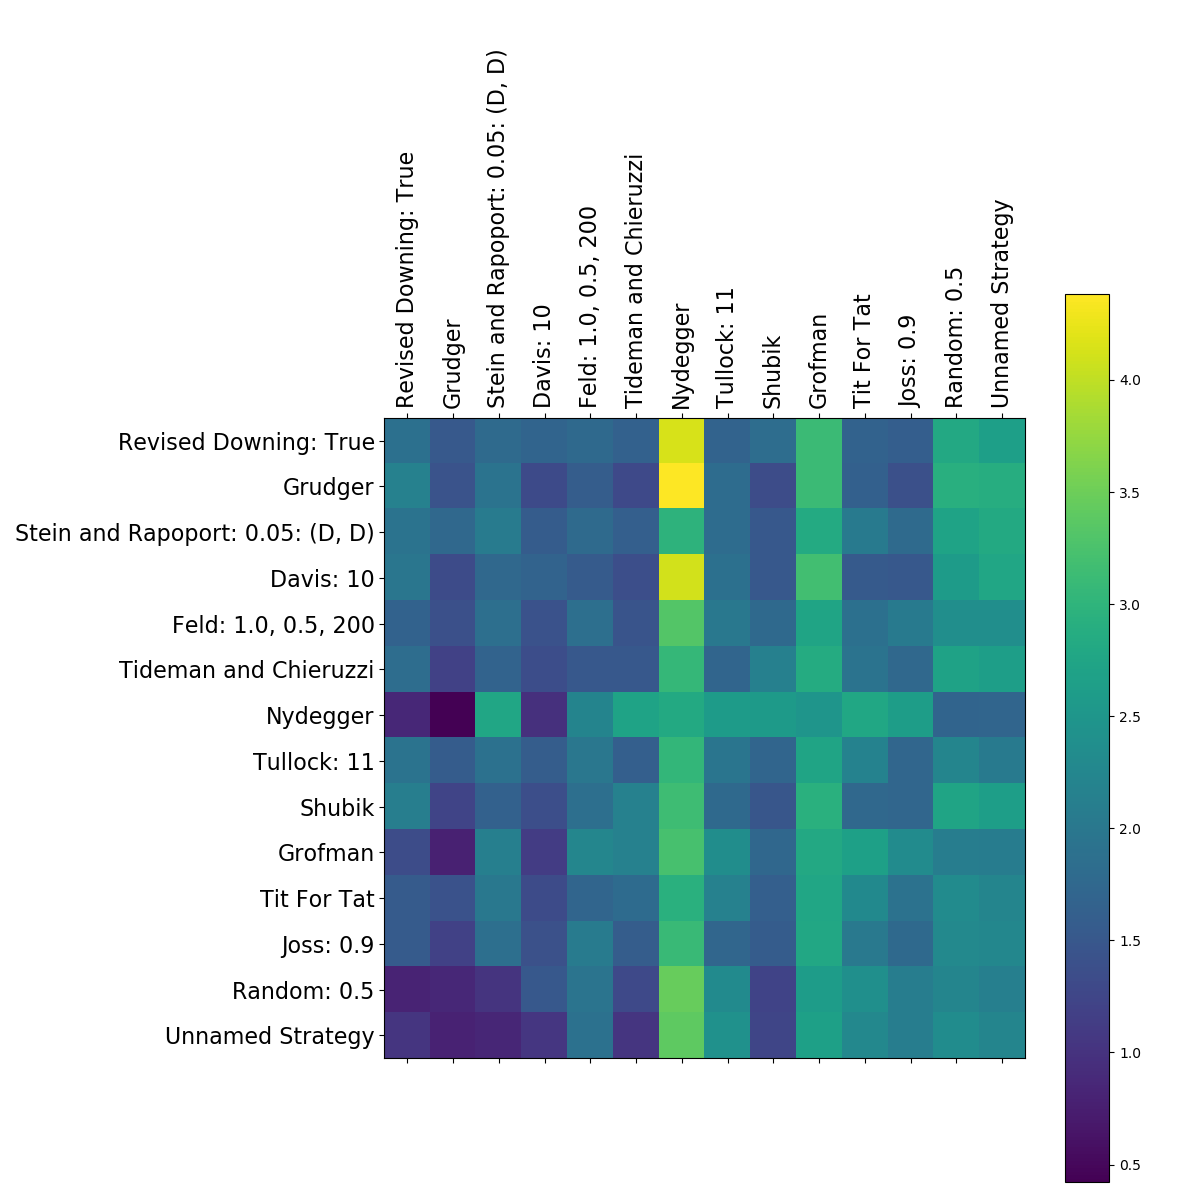 Revised Downing: True
Grudger
Stein and Rapoport: 0.05: (D, D)
Davis: 10
Feld: 1.0, 0.5, 200
Tideman and Chieruzzi
Nydegger
Tullock: 11
Shubik
Grofman
Tit For Tat
Joss: 0.9
Random: 0.5
Unnamed Strategy
Revised Downing: True
Grudger
Stein and Rapoport: 0.05: (D, D)
Davis: 10
Feld: 1.0, 0.5, 200
Tideman and Chieruzzi
Nydegger
Tullock: 11
Shubik
Grofman
Tit For Tat
Joss: 0.9
Random: 0.5
Unnamed Strategy
4.0
3.5
3.0
2.5
2.0
1.5
1.0
0.5